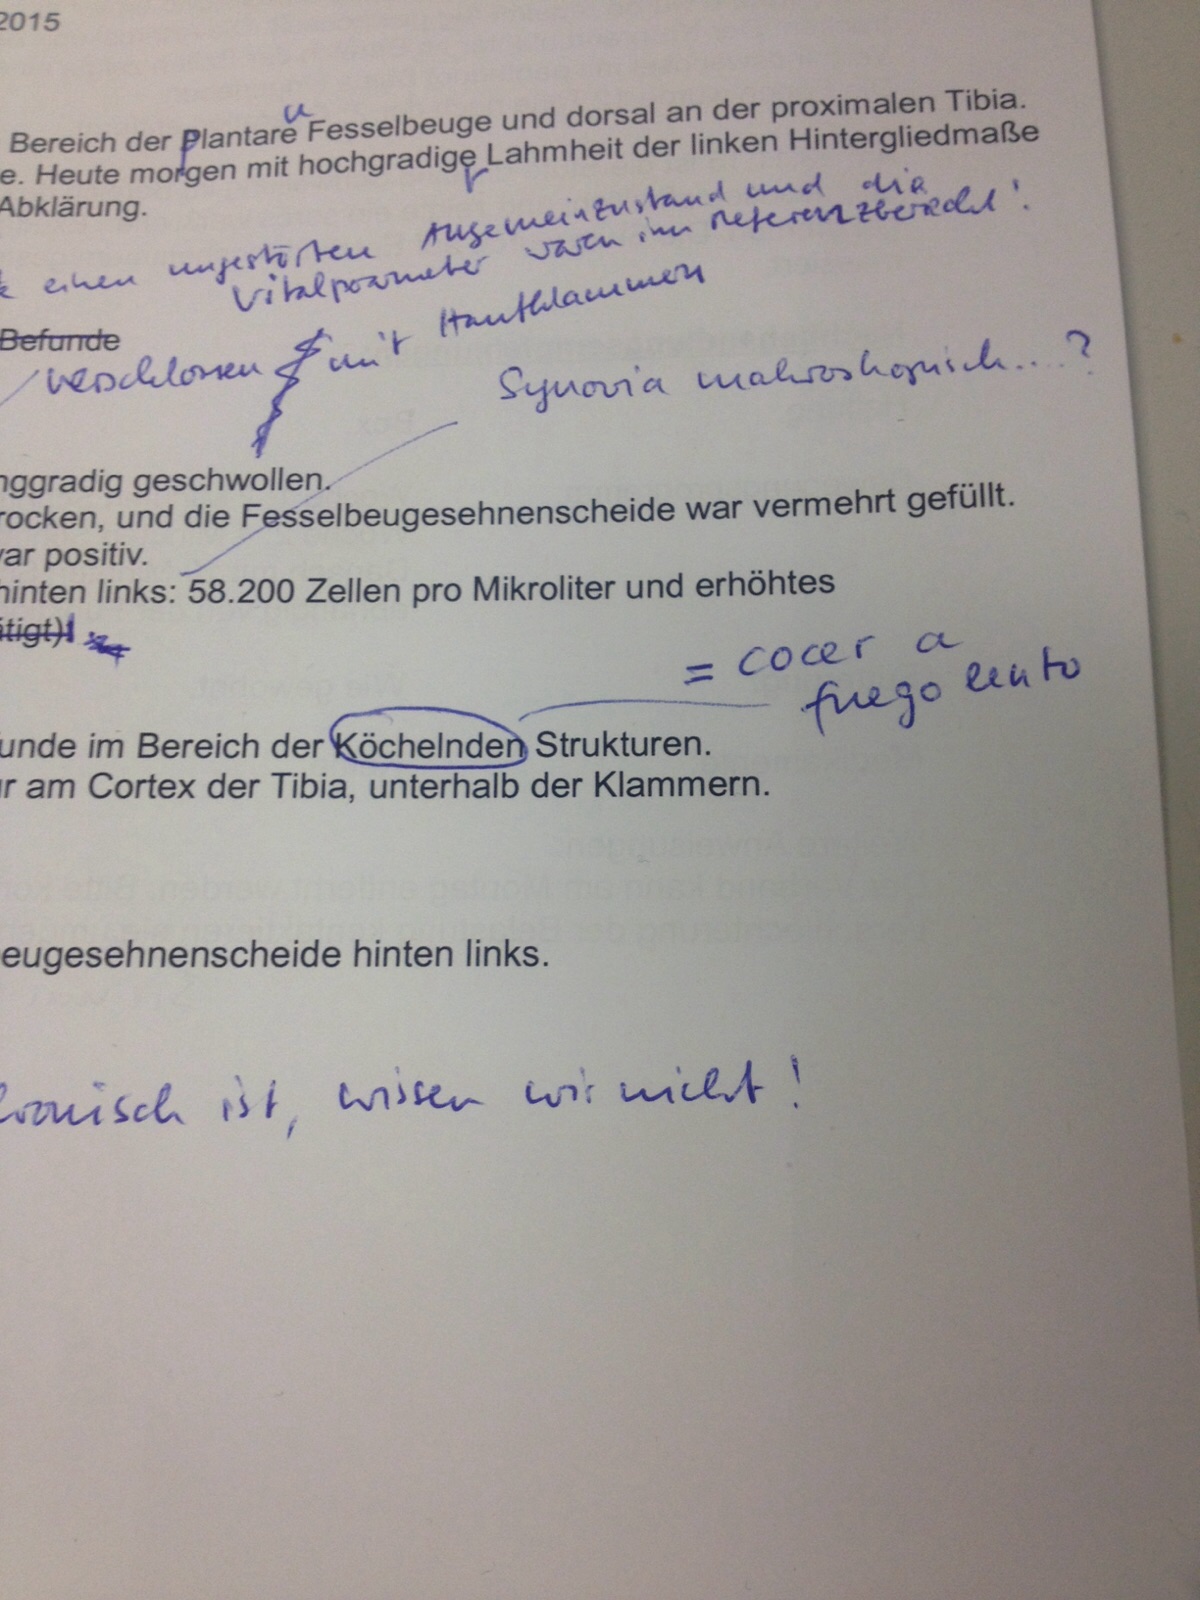 2015
Bereich der plantare Fesselbeuge und dorsal an der proximalen Tibia.
n
e. Heute morgen mit hochgradige Lahmheit der linken Hintergliedmaße
r
Abklärung.
einen ungestörten Allgemeinzustand und die
Vitalparameter waren im Referenzbereich!
Befunde
verschlossen mit Hautklammern
Synovia makroskopisch....?
nggradig geschwollen.
rocken, und die Fesselbeugesehnenscheide war vermehrt gefüllt.
var positiv.
hinten links: 58.200 Zellen pro Mikroliter und erhöhtes
ätigt)!
= cocer a
fuego lento
unde im Bereich der Köchelnden Strukturen.
ur am Cortex der Tibia, unterhalb der Klammern.
eugesehnenscheide hinten links.
hronisch ist, wissen wir nicht!